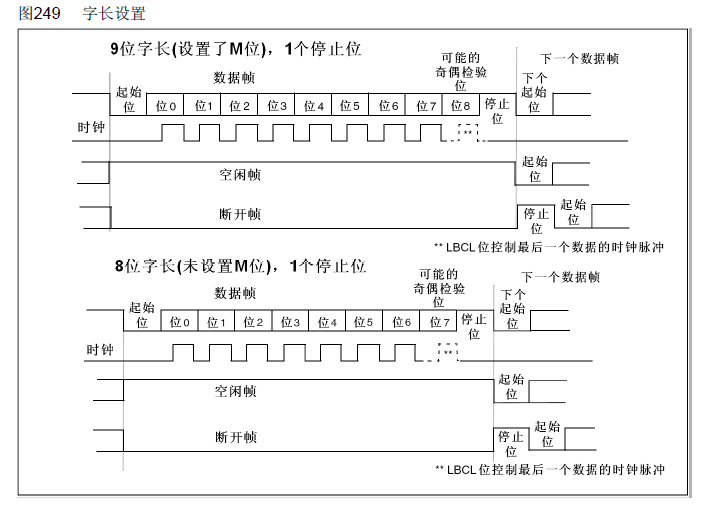 图249 字长设置
9位字长(设置了M位)，1个停止位
可能的
奇偶检验
位
下一个数据帧
数据帧
下个
起始
位
起始
位
位0 位1 位2 位3 位4 位5 位6 位7 位8
停止
位
时钟
**
空闲帧
起始
位
断开帧
停止
位
起始
位
** LBCL位控制最后一个数据的时钟脉冲
8位字长(未设置M位)，1个停止位
可能的
奇偶检验
位
下一个数据帧
数据帧
下个
起始
位
起始
位
位0 位1 位2 位3 位4 位5 位6 位7
停止
位
时钟
**
空闲帧
起始
位
断开帧
停止
位
起始
位
** LBCL位控制最后一个数据的时钟脉冲